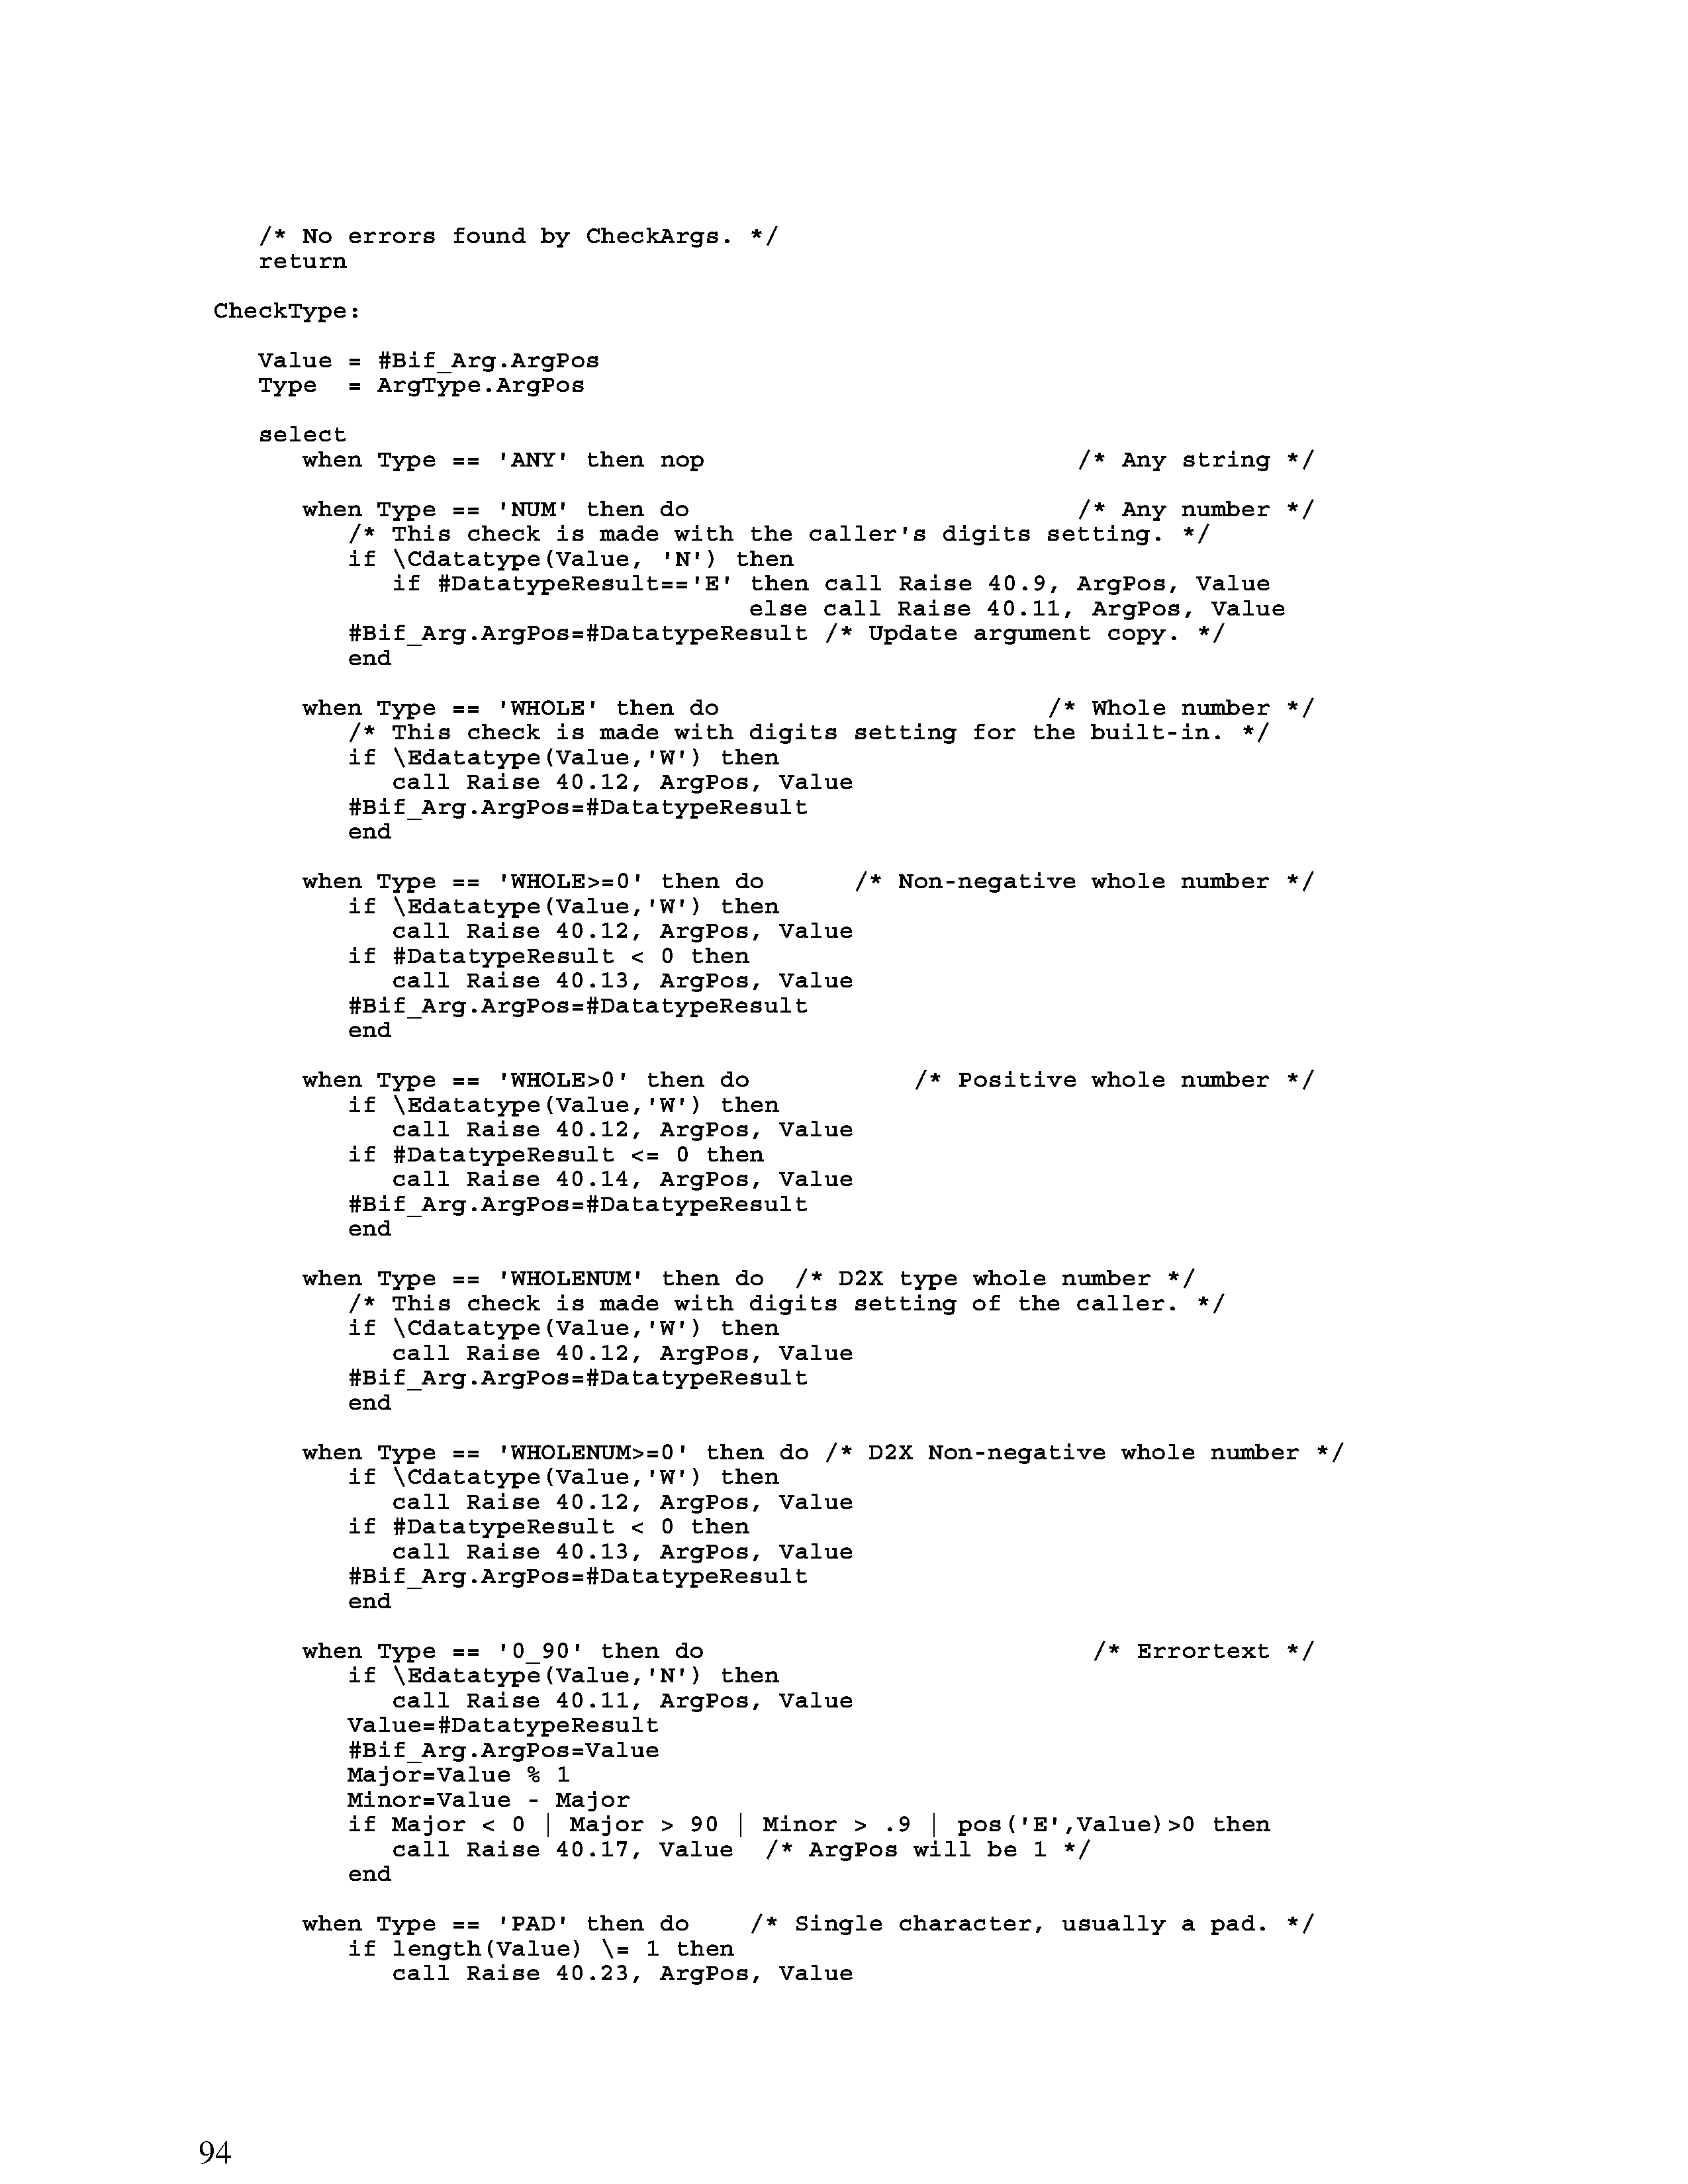 /* No errors found by CheckArgs. */
return
CheckType:
Value = #Bif_Arg.ArgPos
Type  = ArgType.ArgPos
select
when Type == 'ANY' then nop                         /* Any string */
when Type == 'NUM' then do                          /* Any number */
/* This check is made with the caller's digits setting. */
if \Cdatatype(Value, 'N') then
if #DatatypeResult=='E' then call Raise 40.9, ArgPos, Value
else call Raise 40.11, ArgPos, Value
#Bif_Arg.ArgPos=#DatatypeResult /* Update argument copy. */
end
when Type == 'WHOLE' then do                      /* Whole number */
/* This check is made with digits setting for the built-in. */
if \Edatatype(Value,'W') then
call Raise 40.12, ArgPos, Value
#Bif_Arg.ArgPos=#DatatypeResult
end
when Type == 'WHOLE>=0' then do      /* Non-negative whole number */
if \Edatatype(Value,'W') then
call Raise 40.12, ArgPos, Value
if #DatatypeResult < 0 then
call Raise 40.13, ArgPos, Value
#Bif_Arg.ArgPos=#DatatypeResult
end
when Type == 'WHOLE>0' then do           /* Positive whole number */
if \Edatatype(Value,'W') then
call Raise 40.12, ArgPos, Value
if #DatatypeResult <= 0 then
call Raise 40.14, ArgPos, Value
#Bif_Arg.ArgPos=#DatatypeResult
end
when Type == 'WHOLENUM' then do  /* D2X type whole number */
/* This check is made with digits setting of the caller. */
if \Cdatatype(Value,'W') then
call Raise 40.12, ArgPos, Value
#Bif_Arg.ArgPos=#DatatypeResult
end
when Type == 'WHOLENUM>=0' then do /* D2X Non-negative whole number */
if \Cdatatype(Value,'W') then
call Raise 40.12, ArgPos, Value
if #DatatypeResult < 0 then
call Raise 40.13, ArgPos, Value
#Bif_Arg.ArgPos=#DatatypeResult
end
when Type == '0_90' then do                          /* Errortext */
if \Edatatype(Value,'N') then
call Raise 40.11, ArgPos, Value
Value=#DatatypeResult
#Bif_Arg.ArgPos=Value
Major=Value % 1
Minor=Value - Major
if Major < 0 | Major > 90 | Minor > .9 | pos('E',Value)>0 then
call Raise 40.17, Value  /* ArgPos will be 1 */
end
when Type == 'PAD' then do    /* Single character, usually a pad. */
if length(Value) \= 1 then
call Raise 40.23, ArgPos, Value
94